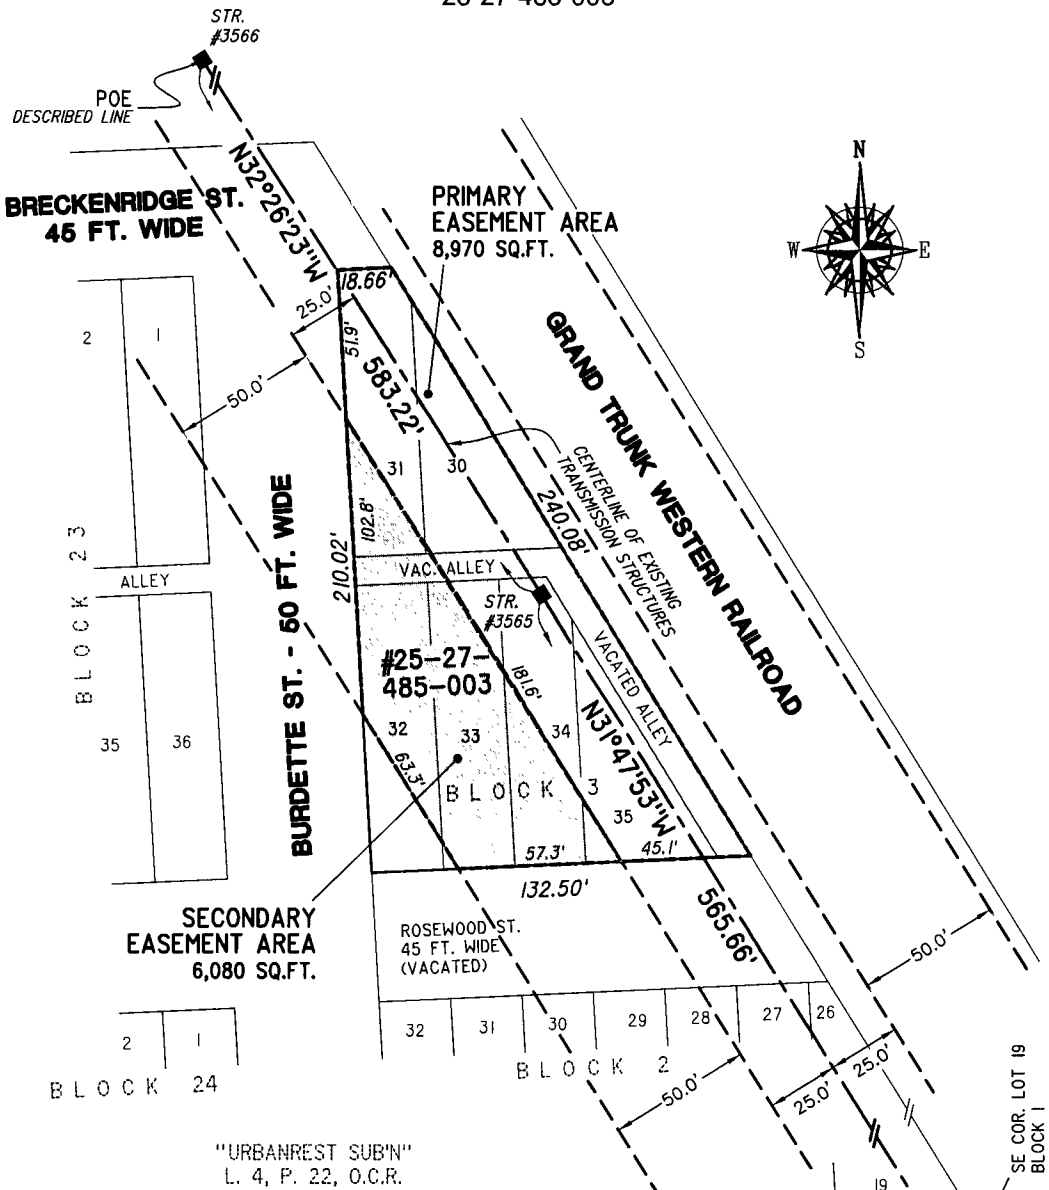 STR.
#3566
POE
DESCRIBED LINE
BRECKENRIDGE ST.
45 FT. WIDE
N32°26'23"W
PRIMARY
EASEMENT AREA
8,970 SQ.FT.
N
W
E
S
18.66'
25.0'
51.9'
583.22'
50.0'
2
1
GRAND TRUNK WESTERN RAILROAD
CENTERLINE OF EXISTING
TRANSMISSION STRUCTURES
240.08'
31
30
102.8'
210.02'
BURDETTE ST. - 50 FT. WIDE
BLOCK 23
ALLEY
VAC. ALLEY
STR.
#3565
#25-27-
485-003
181.6'
VACATED ALLEY
N31°47'53"W
35
36
32
33
34
35
63.3'
BLOCK 3
57.3'
45.1'
132.50'
565.66'
SECONDARY
EASEMENT AREA
6,080 SQ.FT.
ROSEWOOD ST.
45 FT. WIDE
(VACATED)
50.0'
32
31
30
29
28
27
26
BLOCK 2
2
1
BLOCK 24
50.0'
25.0'
25.0'
SE COR. LOT 19
BLOCK 1
"URBANREST SUB'N"
L. 4, P. 22, O.C.R.
19